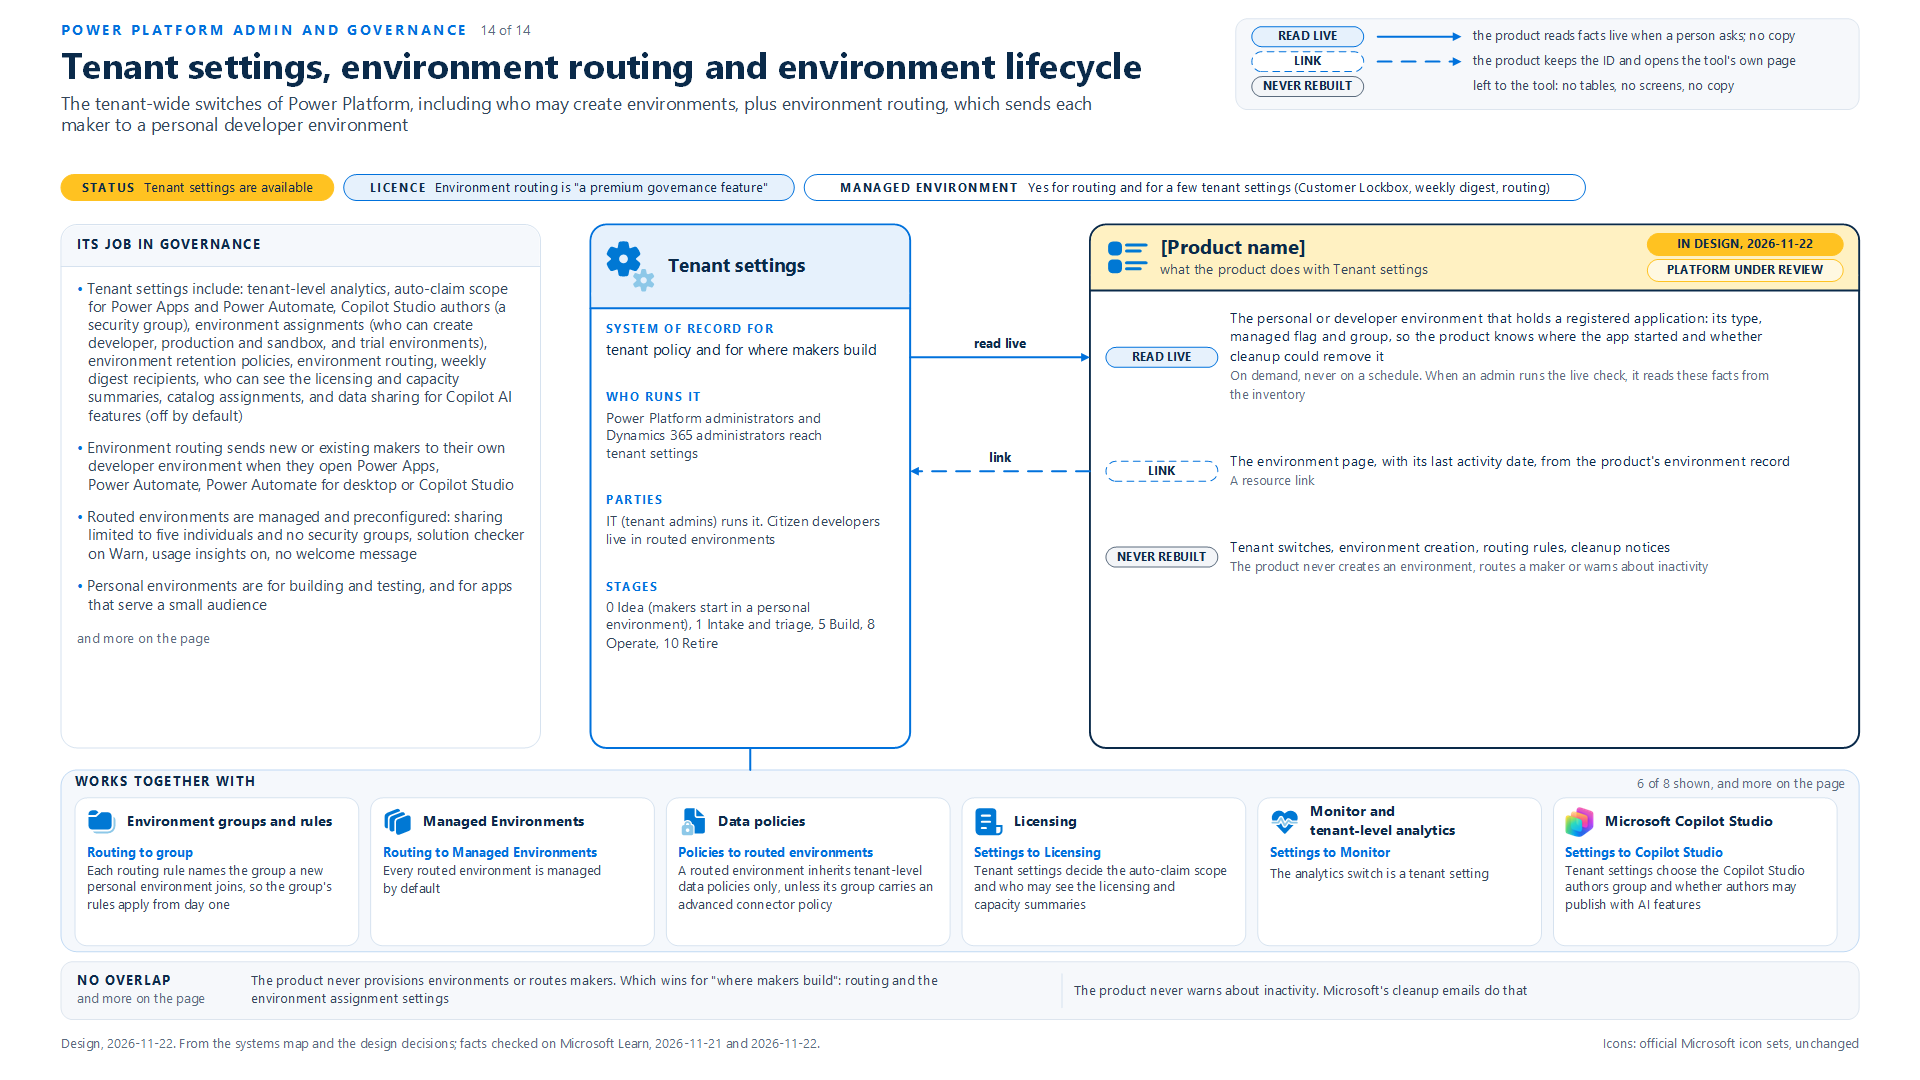 POWER PLATFORM ADMIN AND GOVERNANCE 14 of 14
Tenant settings, environment routing and environment lifecycle
The tenant-wide switches of Power Platform, including who may create environments, plus environment routing, which sends each
maker to a personal developer environment
READ LIVE the product reads facts live when a person asks; no copy
LINK the product keeps the ID and opens the tool's own page
NEVER REBUILT left to the tool: no tables, no screens, no copy
STATUS Tenant settings are available
LICENCE Environment routing is "a premium governance feature"
MANAGED ENVIRONMENT Yes for routing and for a few tenant settings (Customer Lockbox, weekly digest, routing)
ITS JOB IN GOVERNANCE
• Tenant settings include: tenant-level analytics, auto-claim scope
for Power Apps and Power Automate, Copilot Studio authors (a
security group), environment assignments (who can create
developer, production and sandbox, and trial environments),
environment retention policies, environment routing, weekly
digest recipients, who can see the licensing and capacity
summaries, catalog assignments, and data sharing for Copilot AI
features (off by default)
• Environment routing sends new or existing makers to their own
developer environment when they open Power Apps,
Power Automate, Power Automate for desktop or Copilot Studio
• Routed environments are managed and preconfigured: sharing
limited to five individuals and no security groups, solution checker
on Warn, usage insights on, no welcome message
• Personal environments are for building and testing, and for apps
that serve a small audience
and more on the page
Tenant settings
SYSTEM OF RECORD FOR
tenant policy and for where makers build
WHO RUNS IT
Power Platform administrators and
Dynamics 365 administrators reach
tenant settings
PARTIES
IT (tenant admins) runs it. Citizen developers
live in routed environments
STAGES
0 Idea (makers start in a personal
environment), 1 Intake and triage, 5 Build, 8
Operate, 10 Retire
read live
link
[Product name]
what the product does with Tenant settings
IN DESIGN, 2026-11-22
PLATFORM UNDER REVIEW
READ LIVE
The personal or developer environment that holds a registered application: its type,
managed flag and group, so the product knows where the app started and whether
cleanup could remove it
On demand, never on a schedule. When an admin runs the live check, it reads these facts from
the inventory
LINK
The environment page, with its last activity date, from the product's environment record
A resource link
NEVER REBUILT
Tenant switches, environment creation, routing rules, cleanup notices
The product never creates an environment, routes a maker or warns about inactivity
WORKS TOGETHER WITH
6 of 8 shown, and more on the page
Environment groups and rules
Routing to group
Each routing rule names the group a new
personal environment joins, so the group's
rules apply from day one
Managed Environments
Routing to Managed Environments
Every routed environment is managed
by default
Data policies
Policies to routed environments
A routed environment inherits tenant-level
data policies only, unless its group carries an
advanced connector policy
Licensing
Settings to Licensing
Tenant settings decide the auto-claim scope
and who may see the licensing and
capacity summaries
Monitor and
tenant-level analytics
Settings to Monitor
The analytics switch is a tenant setting
Microsoft Copilot Studio
Settings to Copilot Studio
Tenant settings choose the Copilot Studio
authors group and whether authors may
publish with AI features
NO OVERLAP
and more on the page
The product never provisions environments or routes makers. Which wins for "where makers build": routing and the
environment assignment settings
The product never warns about inactivity. Microsoft's cleanup emails do that
Design, 2026-11-22. From the systems map and the design decisions; facts checked on Microsoft Learn, 2026-11-21 and 2026-11-22.
Icons: official Microsoft icon sets, unchanged